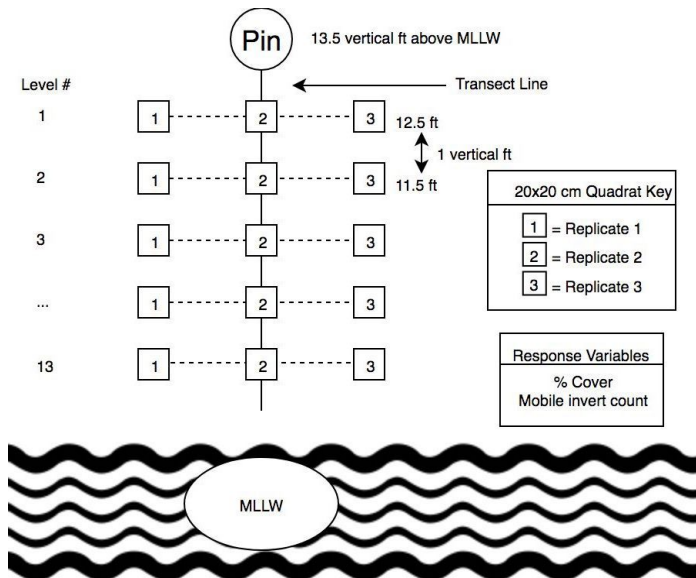 Pin
13.5 vertical ft above MLLW
Transect Line
Level #
1
1
2
3
12.5 ft
1 vertical ft
2
1
2
3
11.5 ft
3
1
2
3
...
1
2
3
13
1
2
3
20x20 cm Quadrat Key
1 = Replicate 1
2 = Replicate 2
3 = Replicate 3
Response Variables
% Cover
Mobile invert count
MLLW